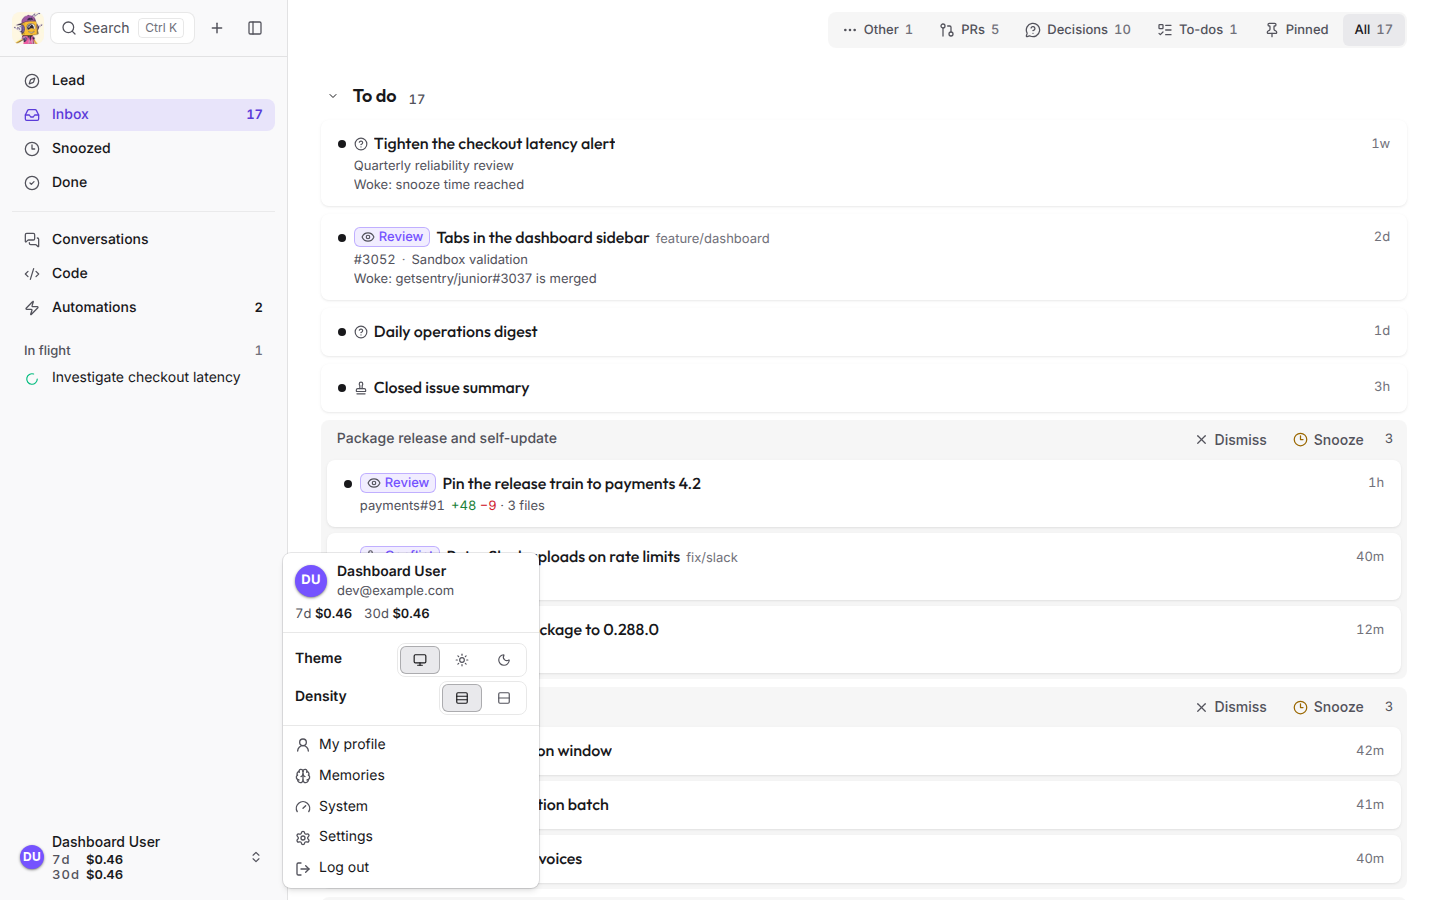 Search Ctrl K
Lead
Inbox 17
Snoozed
Done
Conversations
Code
Automations 2
In flight 1
Investigate checkout latency
Dashboard User
7d $0.46
30d $0.46
Other 1 PRs 5 Decisions 10 To-dos 1 Pinned All 17
To do 17
Tighten the checkout latency alert 1w
Quarterly reliability review
Woke: snooze time reached
Review Tabs in the dashboard sidebar feature/dashboard 2d
#3052 · Sandbox validation
Woke: getsentry/junior#3037 is merged
Daily operations digest 1d
Closed issue summary 3h
Package release and self-update Dismiss Snooze 3
Review Pin the release train to payments 4.2 1h
payments#91 +48 −9 · 3 files
uploads on rate limits fix/slack 40m
ckage to 0.288.0 12m
Dismiss Snooze 3
on window 42m
tion batch 41m
voices 40m
DU Dashboard User
dev@example.com
7d $0.46 30d $0.46
Theme
Density
My profile
Memories
System
Settings
Log out
DU